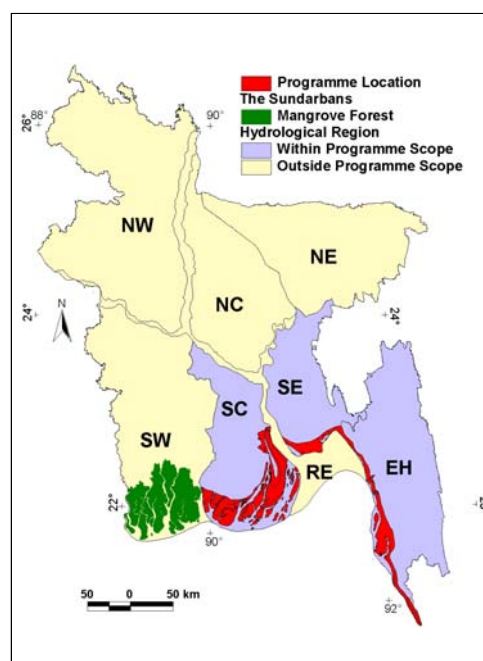 Programme Location
The Sundarbans
Mangrove Forest
Hydrological Region
Within Programme Scope
Outside Programme Scope
88°
26°
90°
NW
NE
NC
24°
N
24°
SE
SC
SW
RE
EH
22°
90°
92°
50 0 50 km